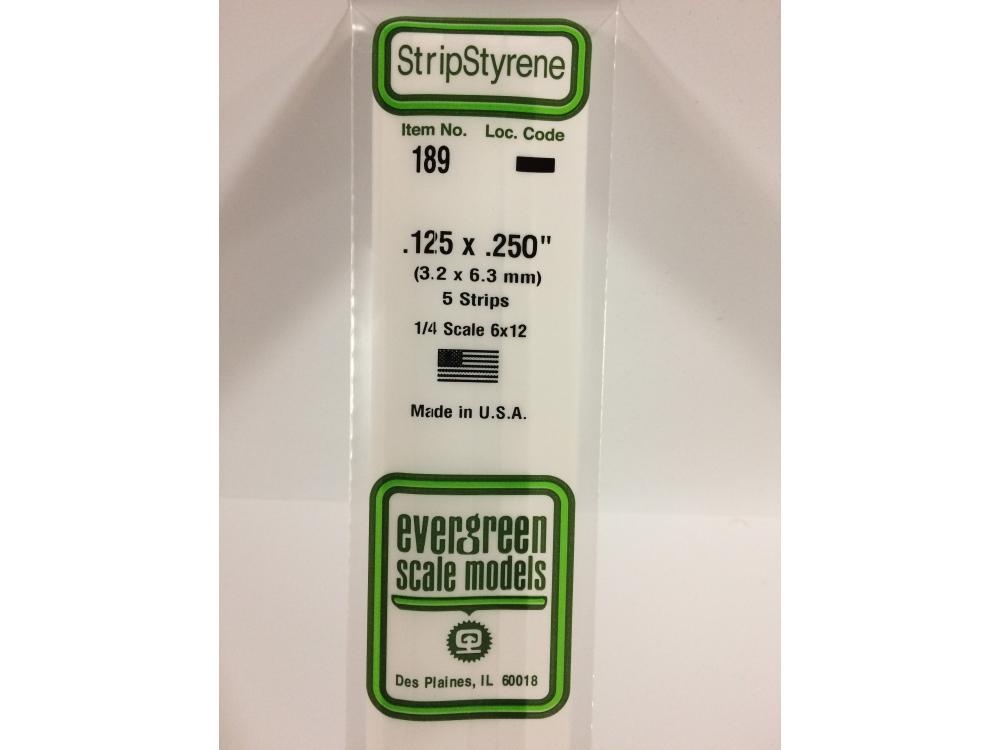 StripStyrene
Item No. Loc. Code
189
.125 x .250"
(3.2 x 6.3 mm)
5 Strips
1/4 Scale 6x12
Made in U.S.A.
evergreen
scale models
Des Plaines, IL 60018